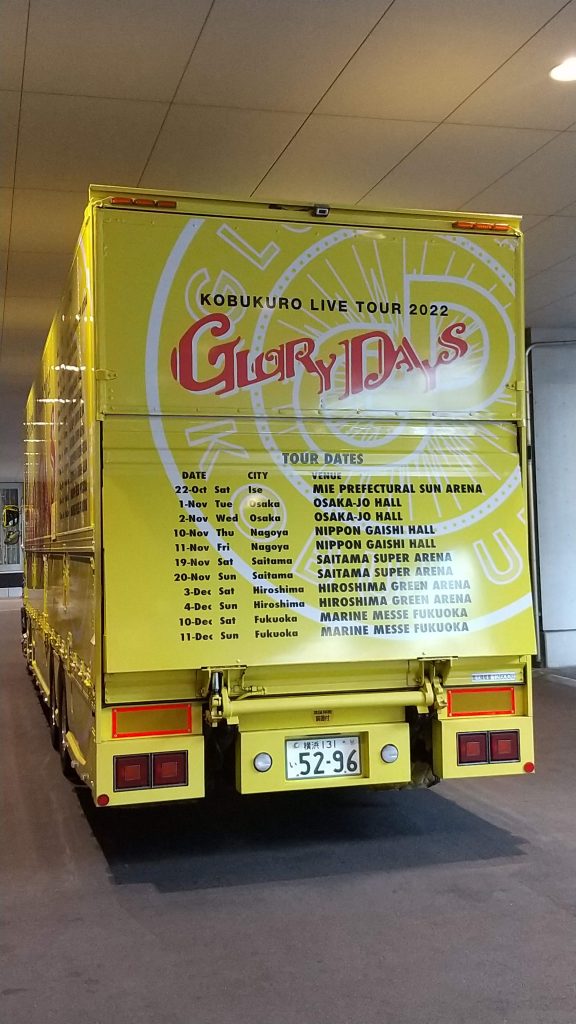 KOBUKURO LIVE TOUR 2022
GLORY DAYS
TOUR DATES
DATE CITY VENUE
22-Oct Sat Ise MIE PREFECTURAL SUN ARENA
1-Nov Tue Osaka OSAKA-JO HALL
2-Nov Wed Osaka OSAKA-JO HALL
10-Nov Thu Nagoya NIPPON GAISHI HALL
11-Nov Fri Nagoya NIPPON GAISHI HALL
19-Nov Sat Saitama SAITAMA SUPER ARENA
20-Nov Sun Saitama SAITAMA SUPER ARENA
3-Dec Sat Hiroshima HIROSHIMA GREEN ARENA
4-Dec Sun Hiroshima HIROSHIMA GREEN ARENA
10-Dec Sat Fukuoka MARINE MESSE FUKUOKA
11-Dec Sun Fukuoka MARINE MESSE FUKUOKA
横浜 131
い 52-96